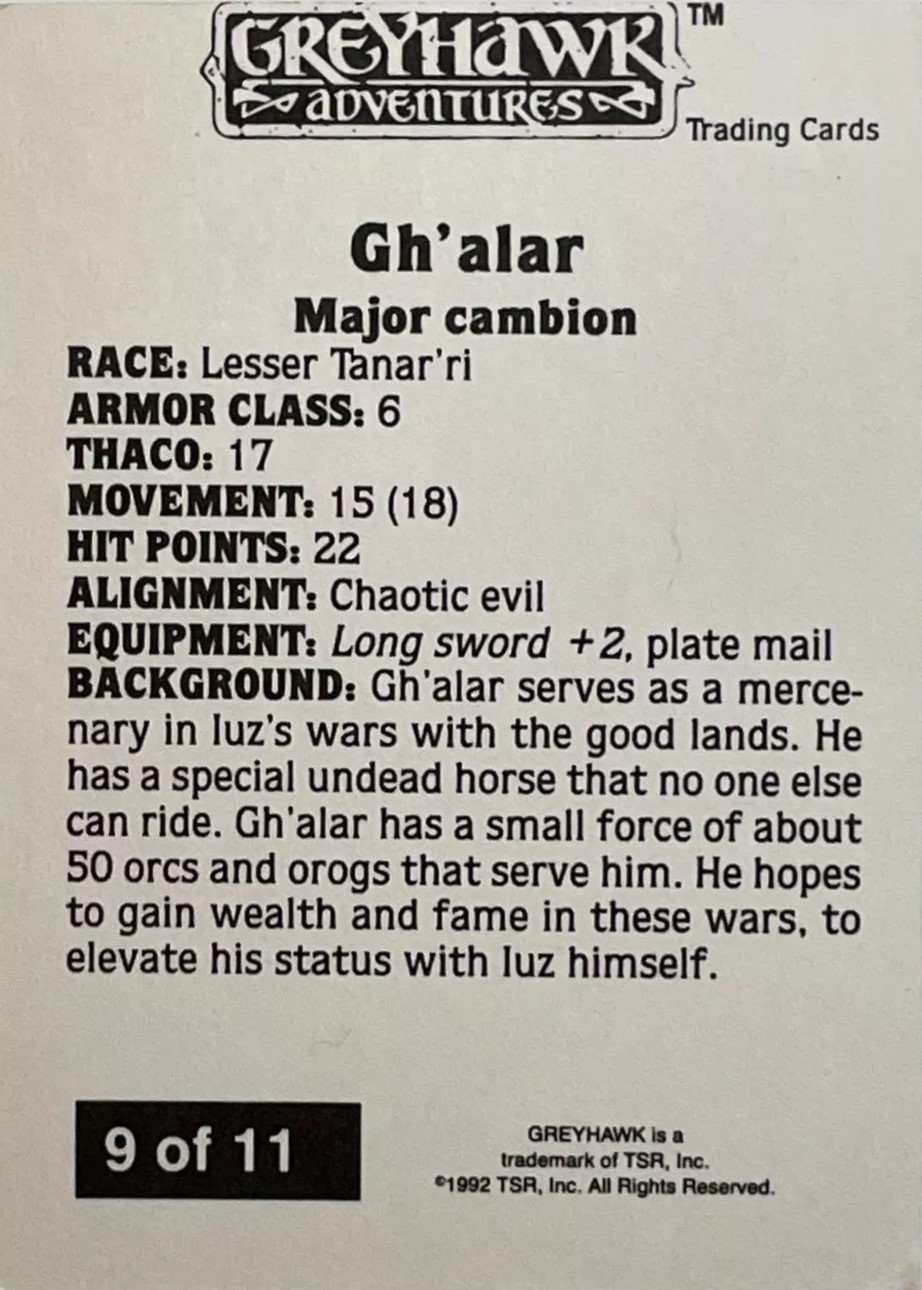 GREYHAWK
ADVENTURES
TM
Trading Cards
Gh'alar
Major cambion
RACE: Lesser Tanar'ri
ARMOR CLASS: 6
THACO: 17
MOVEMENT: 15 (18)
HIT POINTS: 22
ALIGNMENT: Chaotic evil
EQUIPMENT: Long sword +2, plate mail
BACKGROUND: Gh'alar serves as a merce-
nary in Iuz's wars with the good lands. He
has a special undead horse that no one else
can ride. Gh'alar has a small force of about
50 orcs and orogs that serve him. He hopes
to gain wealth and fame in these wars, to
elevate his status with Iuz himself.
9 of 11
GREYHAWK is a
trademark of TSR, Inc.
©1992 TSR, Inc. All Rights Reserved.